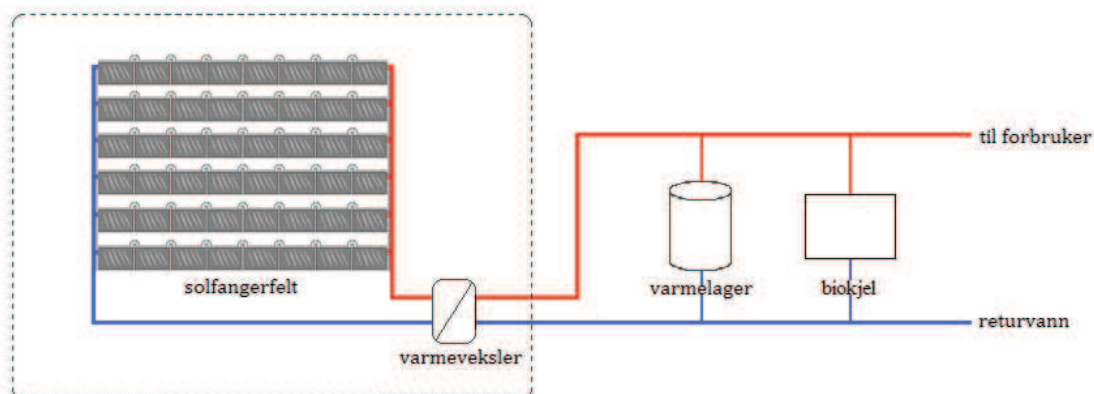 til forbruker
solfangerfelt
varmelager
biokjel
returvann
varmeveksler